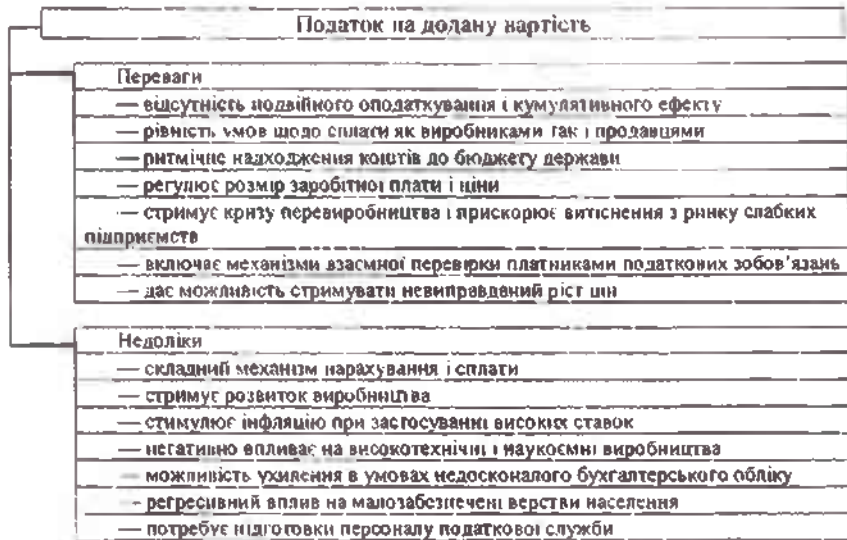 Податок на додану вартість
Переваги
— відсутність подвійного оподаткування і кумулятивного ефекту
— рівність умов щодо сплати як виробниками так і продавцями
— ритмічне надходження коштів до бюджету держави
— регулює розмір заробітної плати і ціни
— стримує кризу перевиробництва і прискорює витіснення з ринку слабких
підприємств
— включає механізми взаємної перевірки платниками податкових зобов’язань
— дає можливість стримувати невиправданий ріст цін
Недоліки
— складний механізм нарахування і сплати
— стримує розвиток виробництва
— стимулює інфляцію при застосуванні високих ставок
— негативно впливає на високотехнічні і наукоємні виробництва
— можливість ухилення в умовах недосконалого бухгалтерського обліку
- регресивний вплив на малозабезпечені верстви населення
— потребує підготовки персоналу податкової служби